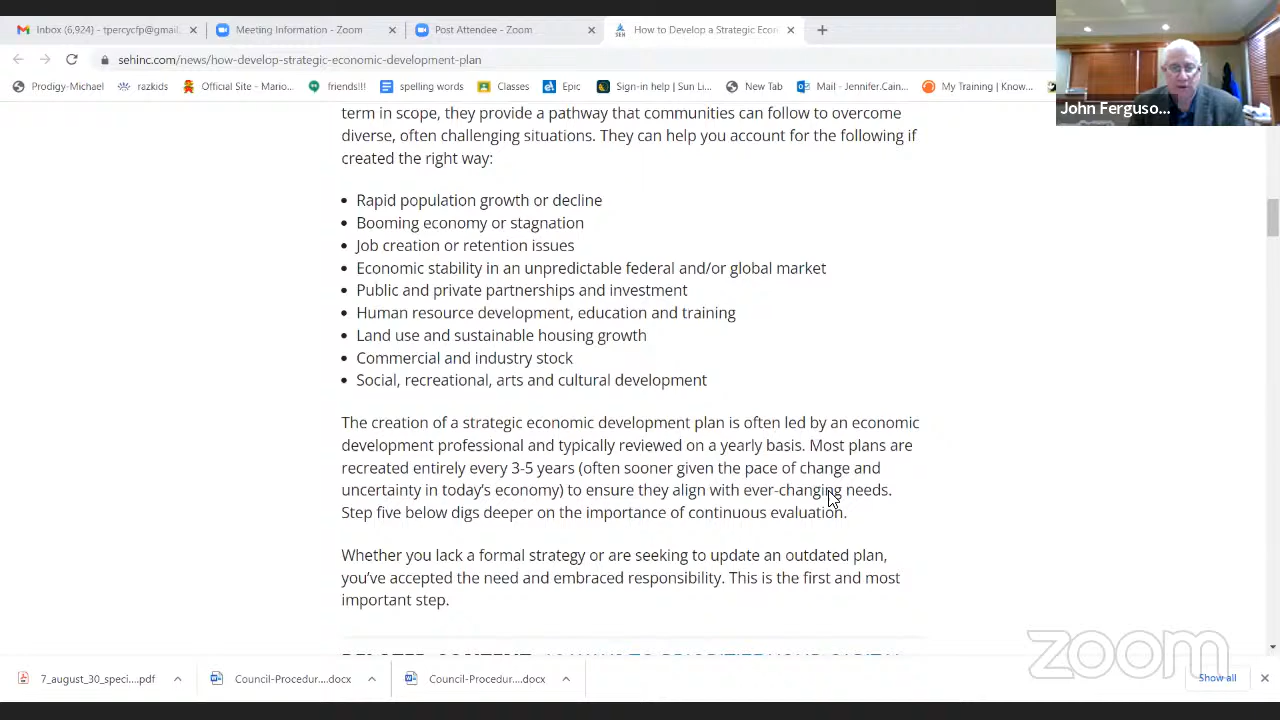 Inbox (6,924) - tpercycfp@gmail.
Meeting Information - Zoom
Post Attendee - Zoom
How to Develop a Strategic Econ
sehinc.com/news/how-develop-strategic-economic-development-plan
Prodigy-Michael
razkids
Official Site - Mario...
friends!!!
spelling words
Classes
Epic
Sign-in help | Sun Li...
New Tab
Mail - Jennifer.Cain...
My Training | Know...
John Ferguso...
term in scope, they provide a pathway that communities can follow to overcome
diverse, often challenging situations. They can help you account for the following if
created the right way:
• Rapid population growth or decline
• Booming economy or stagnation
• Job creation or retention issues
• Economic stability in an unpredictable federal and/or global market
• Public and private partnerships and investment
• Human resource development, education and training
• Land use and sustainable housing growth
• Commercial and industry stock
• Social, recreational, arts and cultural development
The creation of a strategic economic development plan is often led by an economic
development professional and typically reviewed on a yearly basis. Most plans are
recreated entirely every 3-5 years (often sooner given the pace of change and
uncertainty in today's economy) to ensure they align with ever-changing needs.
Step five below digs deeper on the importance of continuous evaluation.
Whether you lack a formal strategy or are seeking to update an outdated plan,
you've accepted the need and embraced responsibility. This is the first and most
important step.
zoom
7_august_30_speci....pdf
Council-Procedur....docx
Council-Procedur....docx
Show all